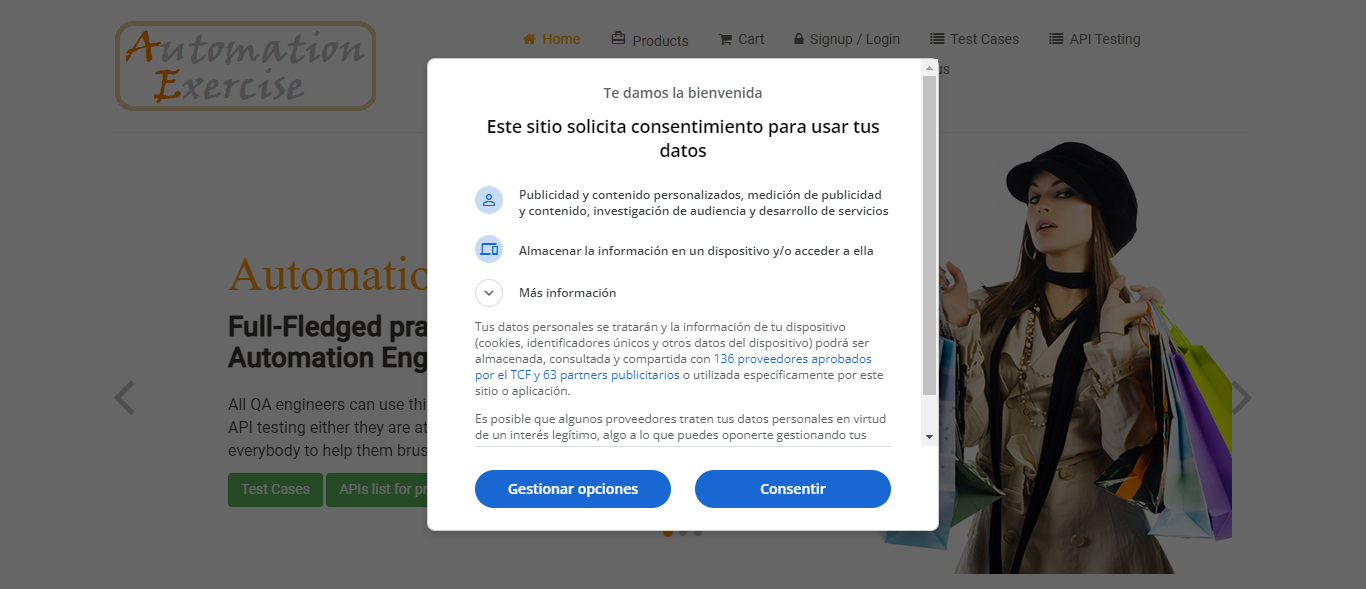 Automation
Exercise
Home
Products
Cart
Signup / Login
Test Cases
API Testing
us
Te damos la bienvenida
Este sitio solicita consentimiento para usar tus
datos
Publicidad y contenido personalizados, medición de publicidad
y contenido, investigación de audiencia y desarrollo de servicios
Almacenar la información en un dispositivo y/o acceder a ella
Más información
Tus datos personales se tratarán y la información de tu dispositivo
(cookies, identificadores únicos y otros datos del dispositivo) podrá ser
almacenada, consultada y compartida con 136 proveedores aprobados
por el TCF y 63 partners publicitarios o utilizada específicamente por este
sitio o aplicación.
Es posible que algunos proveedores traten tus datos personales en virtud
de un interés legítimo, algo a lo que puedes oponerte gestionando tus
Gestionar opciones
Consentir
Automatio
Full-Fledged pra
Automation Eng
All QA engineers can use thi
API testing either they are at
everybody to help them brus
Test Cases
APIs list for pr